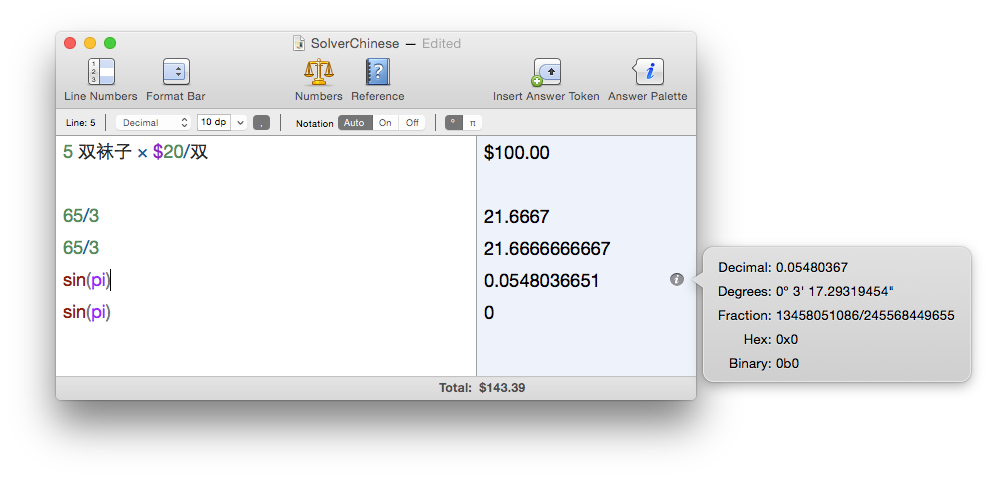 SolverChinese — Edited
Line Numbers Format Bar Numbers Reference Insert Answer Token Answer Palette
Line: 5 Decimal 10 dp , Notation Auto On Off ° π
5 双袜子 × $20/双 $100.00
65/3 21.6667
65/3 21.6666666667
sin(pi) 0.0548036651
sin(pi) 0
Total: $143.39
Decimal: 0.05480367
Degrees: 0° 3' 17.29319454"
Fraction: 13458051086/245568449655
Hex: 0x0
Binary: 0b0